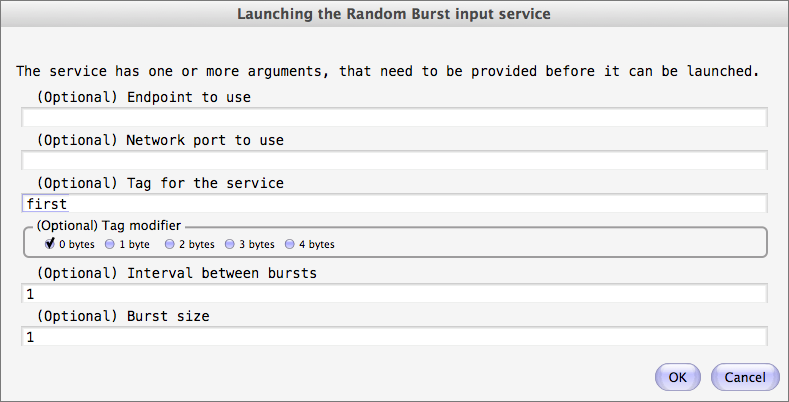 Launching the Random Burst input service
The service has one or more arguments, that need to be provided before it can be launched.
(Optional) Endpoint to use
(Optional) Network port to use
(Optional) Tag for the service
first
(Optional) Tag modifier
0 bytes 1 byte 2 bytes 3 bytes 4 bytes
(Optional) Interval between bursts
1
(Optional) Burst size
1
OK Cancel